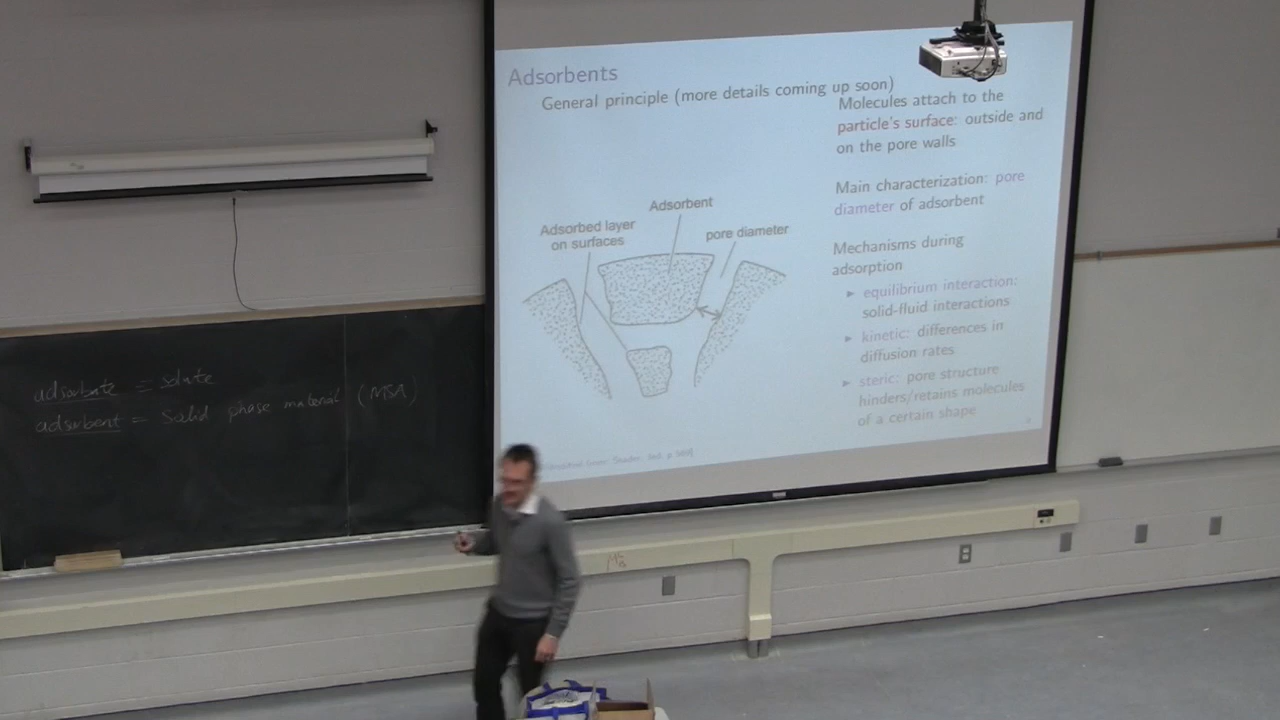 adsorbate = solute
adsorbent = Solid phase material (MSA)
Adsorbents
General principle (more details coming up soon)
Adsorbent
Adsorbed layer
on surfaces
pore diameter
Molecules attach to the
particle's surface: outside and
on the pore walls
Main characterization: pore
diameter of adsorbent
Mechanisms during
adsorption
► equilibrium interaction:
solid-fluid interactions
► kinetic: differences in
diffusion rates
► steric: pore structure
hinders/retains molecules
of a certain shape